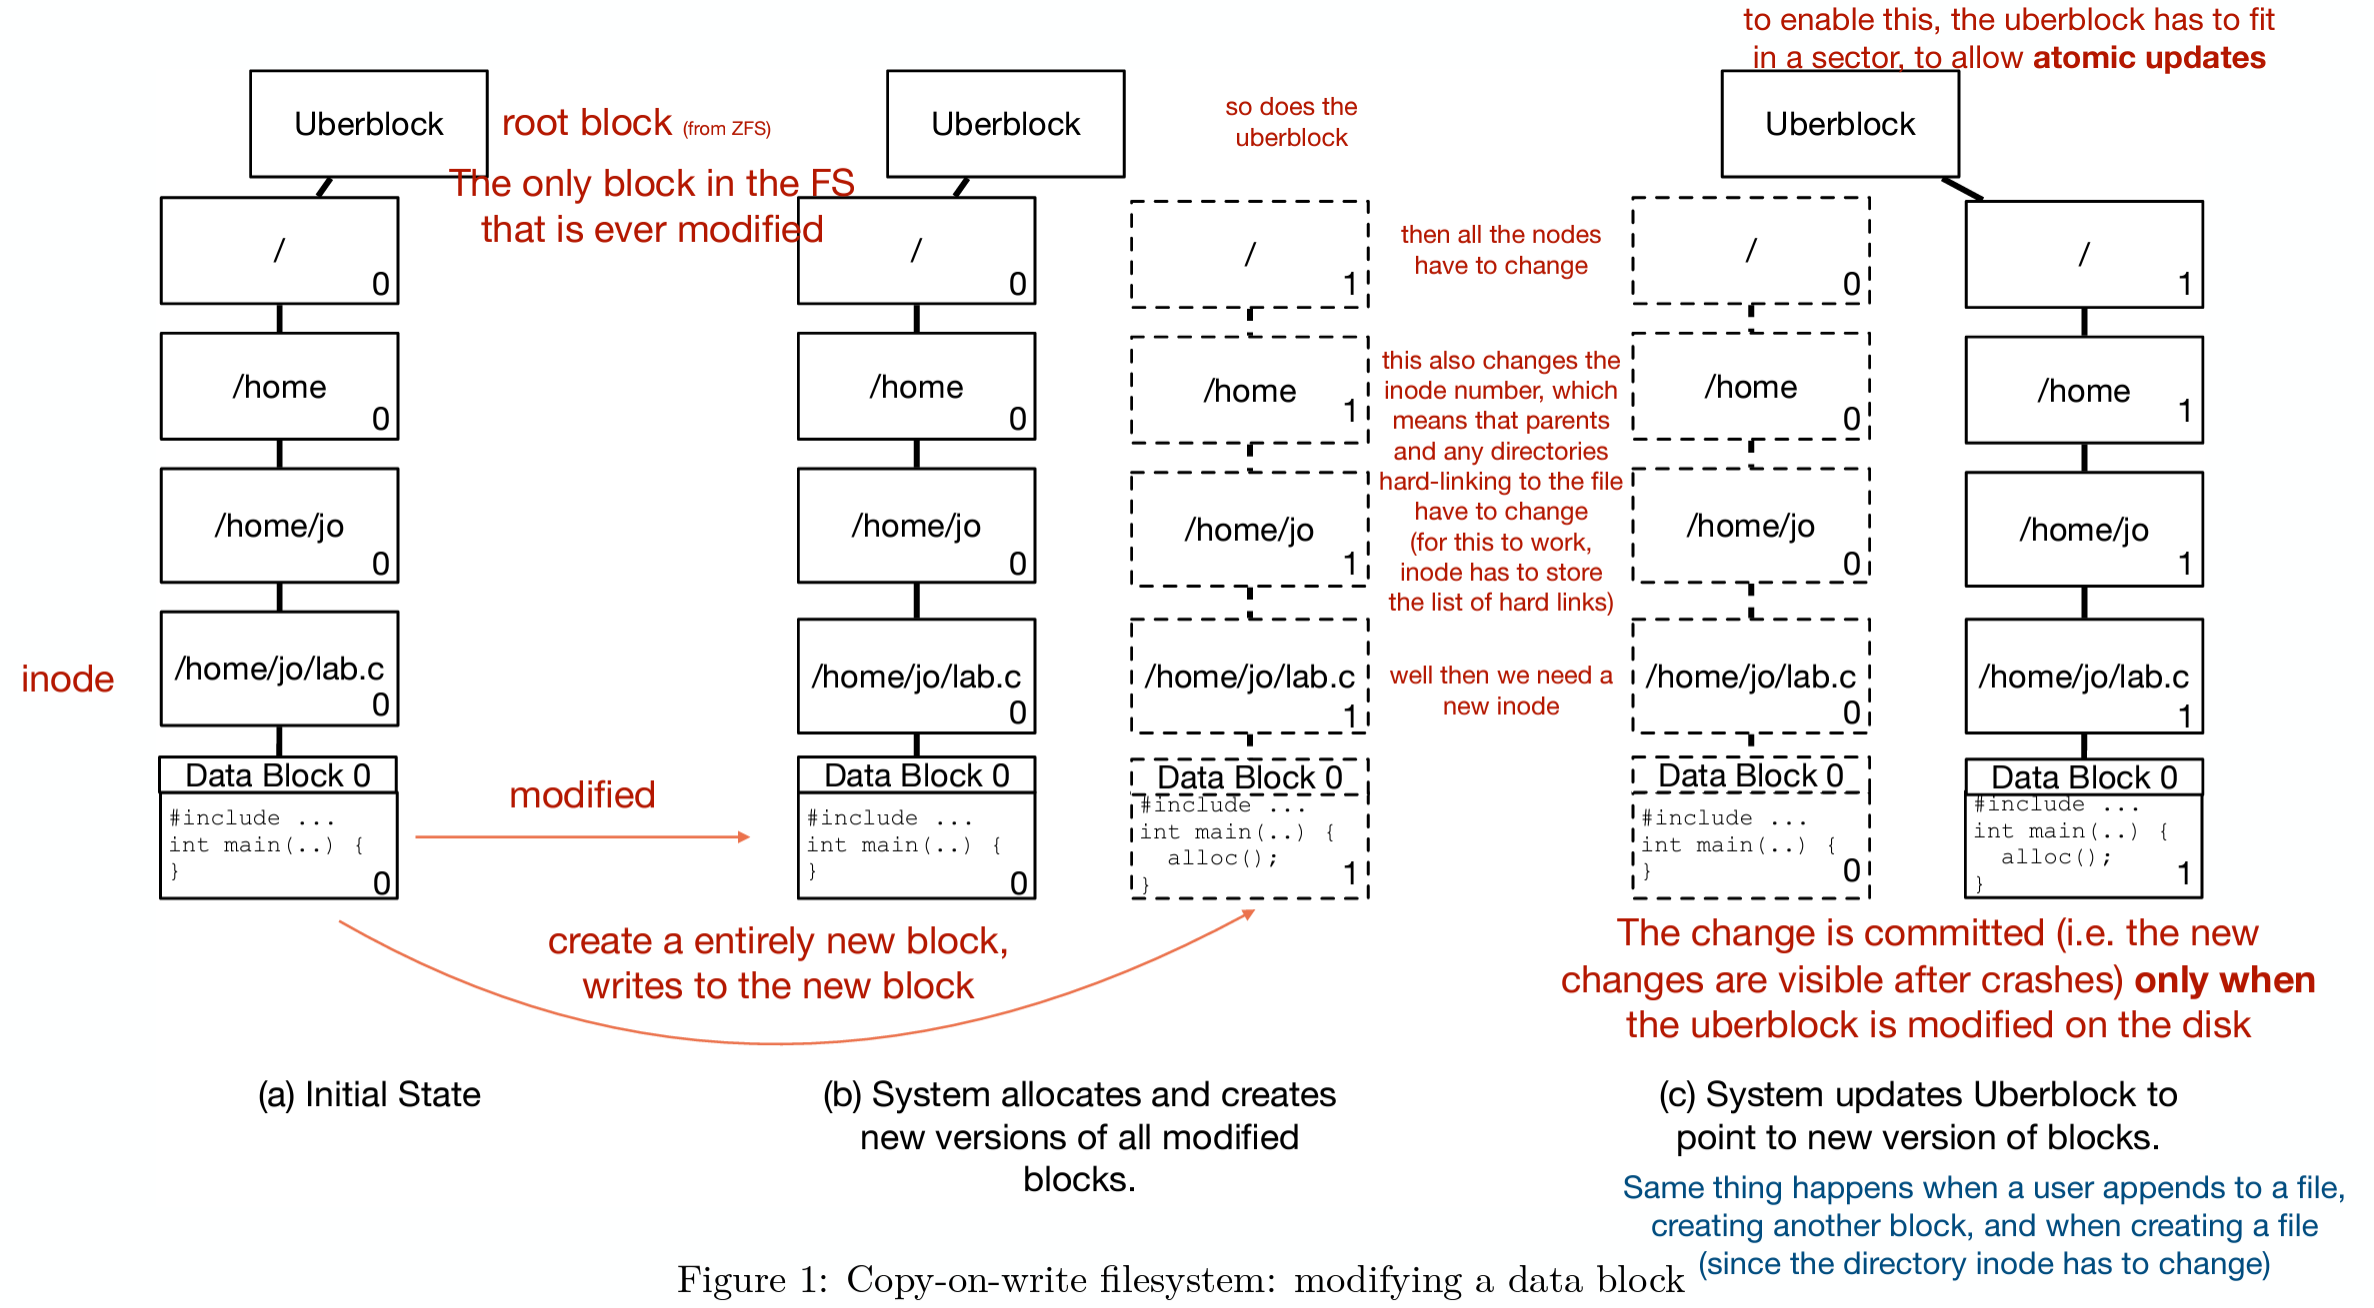 to enable this, the uberblock has to fit
in a sector, to allow atomic updates
Uberblock
root block (from ZFS)
The only block in the FS
that is ever modified
/
0
/home
0
/home/jo
0
inode
/home/jo/lab.c
0
Data Block 0
#include ...
int main(..) {
}
0
modified
create a entirely new block,
writes to the new block
(a) Initial State
Uberblock
/
0
/home
0
/home/jo
0
/home/jo/lab.c
0
Data Block 0
#include ...
int main(..) {
}
0
so does the
uberblock
/
1
/home
1
/home/jo
1
/home/jo/lab.c
1
Data Block 0
#include ...
int main(..) {
alloc();
}
1
then all the nodes
have to change
this also changes the
inode number, which
means that parents
and any directories
hard-linking to the file
have to change
(for this to work,
inode has to store
the list of hard links)
well then we need a
new inode
(b) System allocates and creates
new versions of all modified
blocks.
Uberblock
/
0
/home
0
/home/jo
0
/home/jo/lab.c
0
Data Block 0
#include ...
int main(..) {
}
0
/
1
/home
1
/home/jo
1
/home/jo/lab.c
1
Data Block 0
#include ...
int main(..) {
alloc();
}
1
The change is committed (i.e. the new
changes are visible after crashes) only when
the uberblock is modified on the disk
(c) System updates Uberblock to
point to new version of blocks.
Same thing happens when a user appends to a file,
creating another block, and when creating a file
(since the directory inode has to change)
Figure 1: Copy-on-write filesystem: modifying a data block